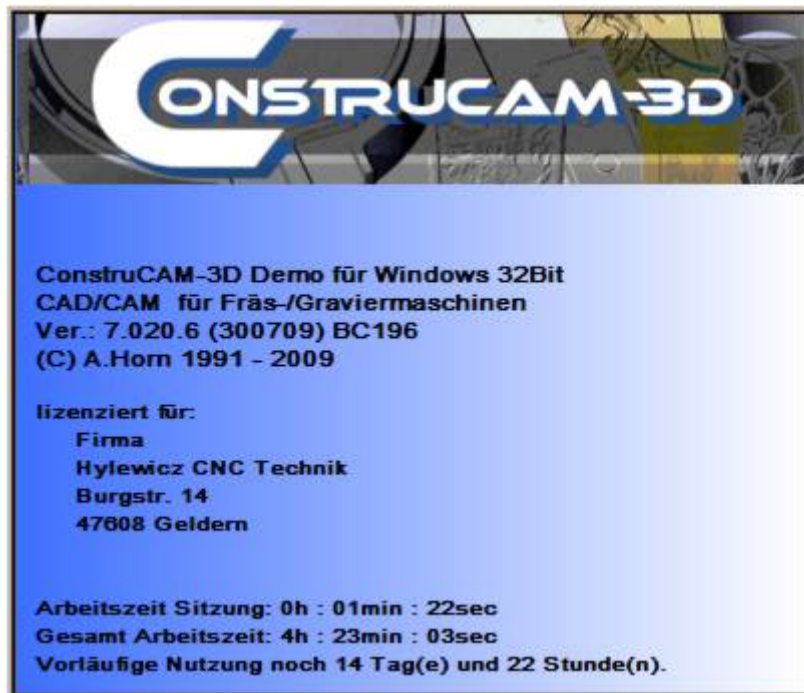 CONSTRUCAM-3D
ConstruCAM-3D Demo für Windows 32Bit
CAD/CAM für Fräs-/Graviermaschinen
Ver.: 7.020.6 (300709) BC196
(C) A.Horn 1991 - 2009
lizenziert für:
Firma
Hylewicz CNC Technik
Burgstr. 14
47608 Geldern
Arbeitszeit Sitzung: 0h : 01min : 22sec
Gesamt Arbeitszeit: 4h : 23min : 03sec
Vorläufige Nutzung noch 14 Tag(e) und 22 Stunde(n).